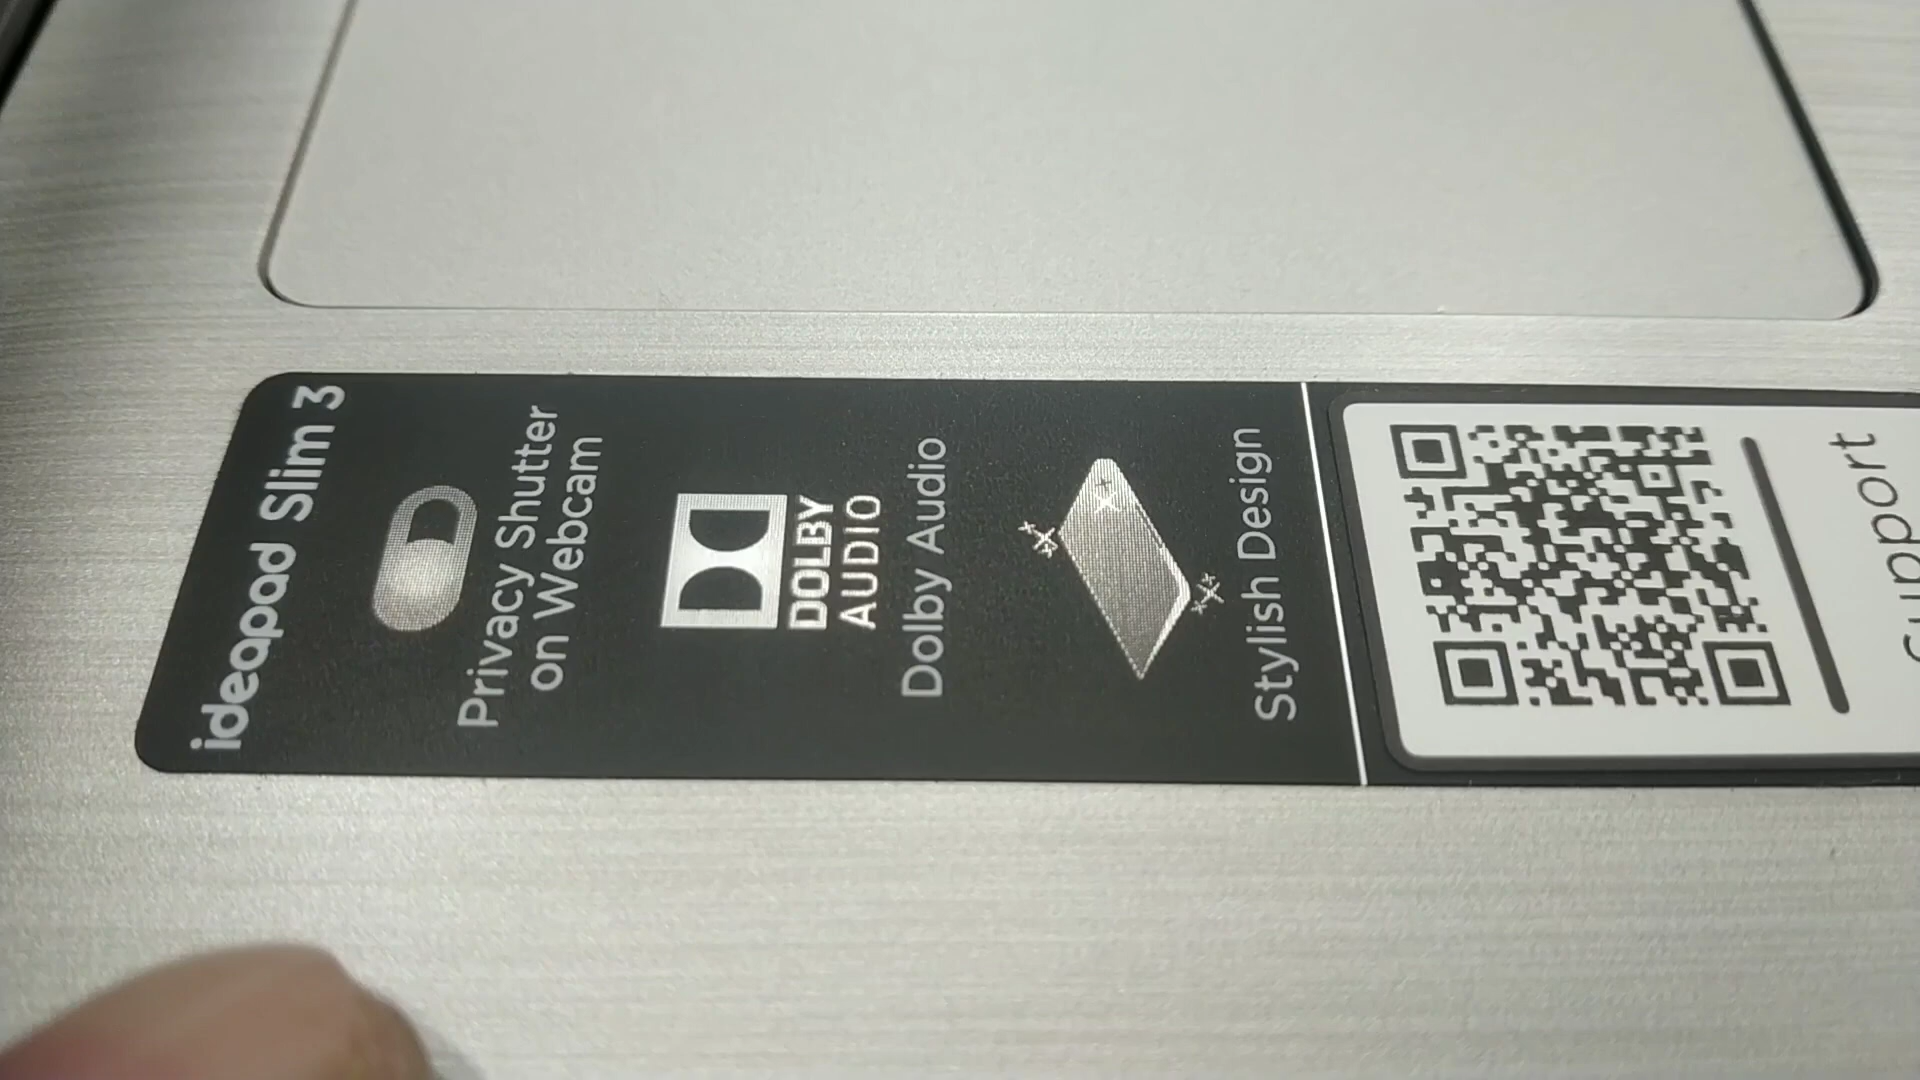 ideapad Slim 3
Privacy Shutter
on Webcam
DOLBY
AUDIO
Dolby Audio
Stylish Design
Support